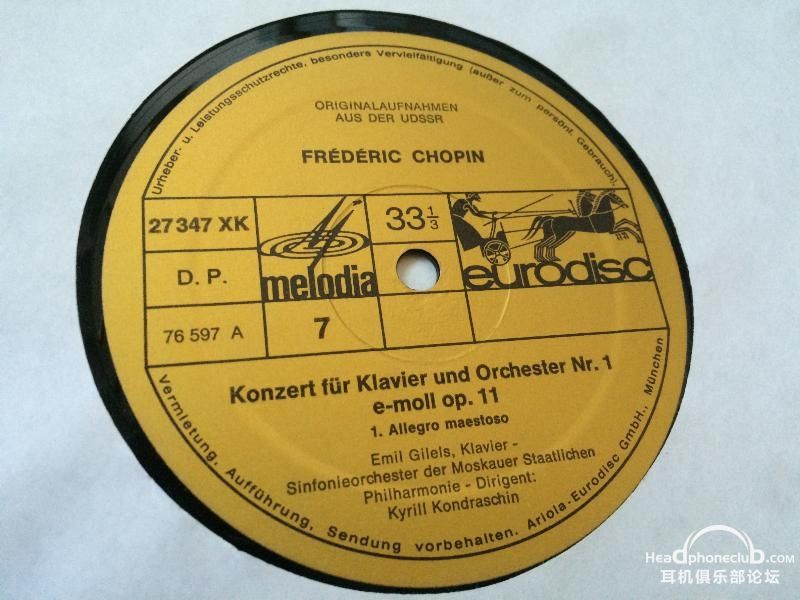 Urheber- u. Leistungsschutzrechte, besonders Vervielfältigung (außer zum persönl. Gebrauch),
ORIGINALAUFNAHMEN
AUS DER UDSSR
FRÉDÉRIC CHOPIN
27 347 XK
33 1/3
D. P.
melodia
eurodisc
76 597 A
7
Konzert für Klavier und Orchester Nr. 1
e-moll op. 11
1. Allegro maestoso
Emil Gilels, Klavier -
Sinfonieorchester der Moskauer Staatlichen
Philharmonie - Dirigent:
Kyrill Kondraschin
Vermietung, Aufführung, Sendung vorbehalten. Ariola-Eurodisc GmbH., München
Headphoneclub.com
耳机俱乐部论坛